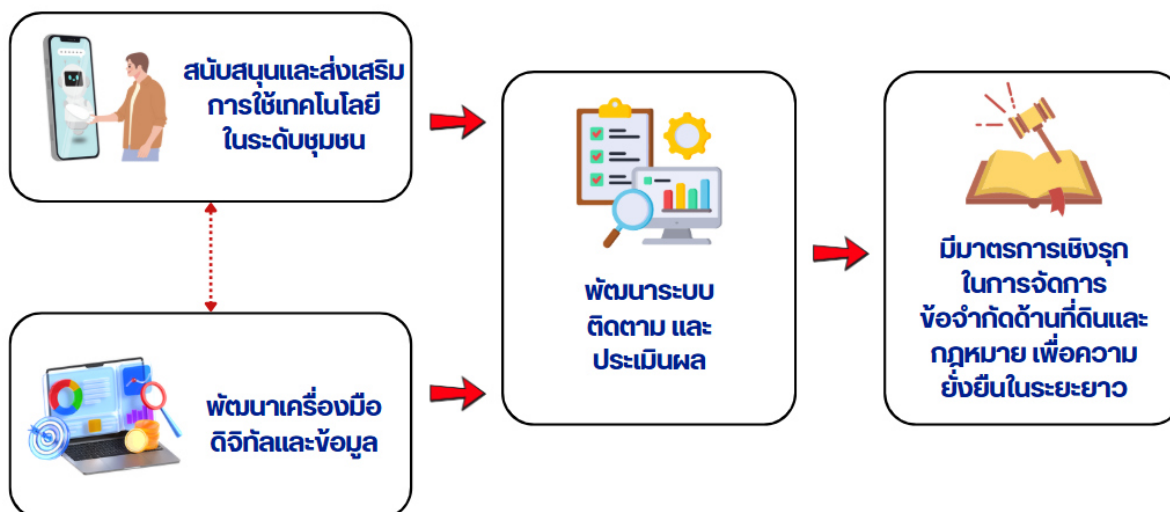 สนับสนุนและส่งเสริม
การใช้เทคโนโลยี
ในระดับชุมชน
พัฒนาเครื่องมือ
ดิจิทัลและข้อมูล
พัฒนาระบบ
ติดตาม และ
ประเมินผล
มีมาตรการเชิงรุก
ในการจัดการ
ข้อจำกัดด้านที่ดินและ
กฎหมาย เพื่อความ
ยั่งยืนในระยะยาว